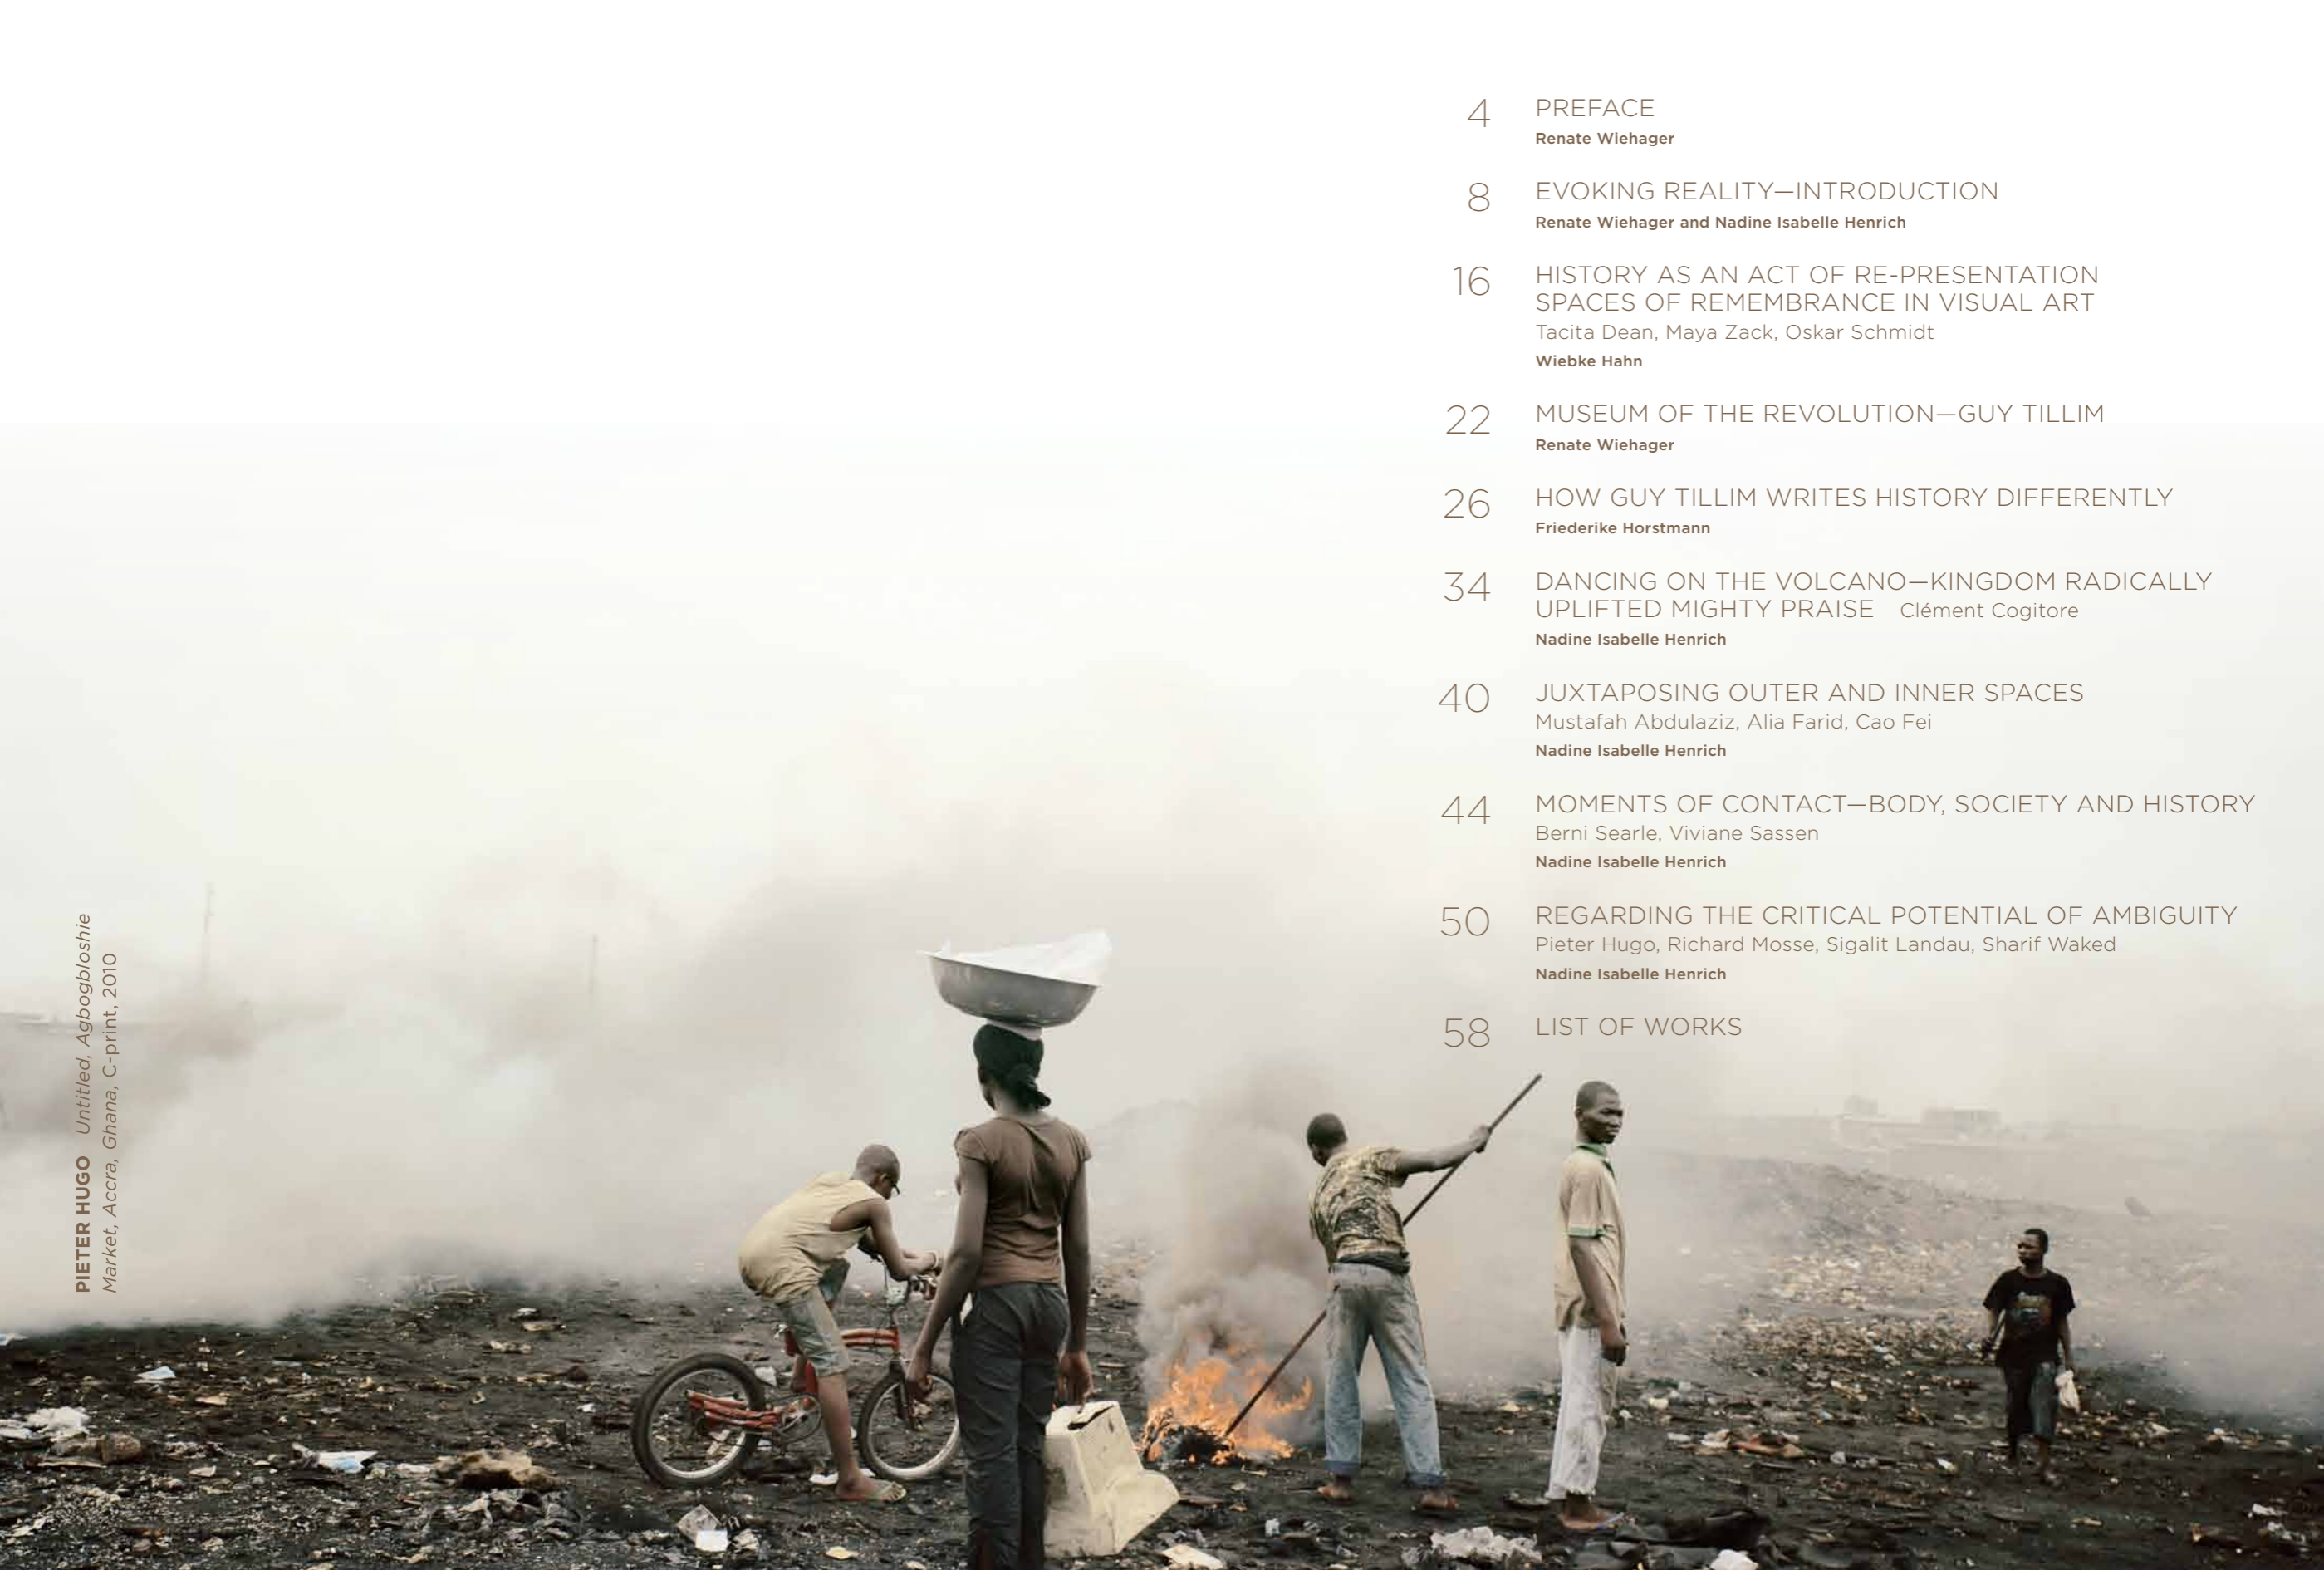 4 PREFACE
Renate Wiehager
8 EVOKING REALITY—INTRODUCTION
Renate Wiehager and Nadine Isabelle Henrich
16 HISTORY AS AN ACT OF RE-PRESENTATION
SPACES OF REMEMBRANCE IN VISUAL ART
Tacita Dean, Maya Zack, Oskar Schmidt
Wiebke Hahn
22 MUSEUM OF THE REVOLUTION—GUY TILLIM
Renate Wiehager
26 HOW GUY TILLIM WRITES HISTORY DIFFERENTLY
Friederike Horstmann
34 DANCING ON THE VOLCANO—KINGDOM RADICALLY
UPLIFTED MIGHTY PRAISE Clément Cogitore
Nadine Isabelle Henrich
40 JUXTAPOSING OUTER AND INNER SPACES
Mustafah Abdulaziz, Alia Farid, Cao Fei
Nadine Isabelle Henrich
44 MOMENTS OF CONTACT—BODY, SOCIETY AND HISTORY
Berni Searle, Viviane Sassen
Nadine Isabelle Henrich
50 REGARDING THE CRITICAL POTENTIAL OF AMBIGUITY
Pieter Hugo, Richard Mosse, Sigalit Landau, Sharif Waked
Nadine Isabelle Henrich
58 LIST OF WORKS
PIETER HUGO Untitled, Agbogbloshie
Market, Accra, Ghana, C-print, 2010